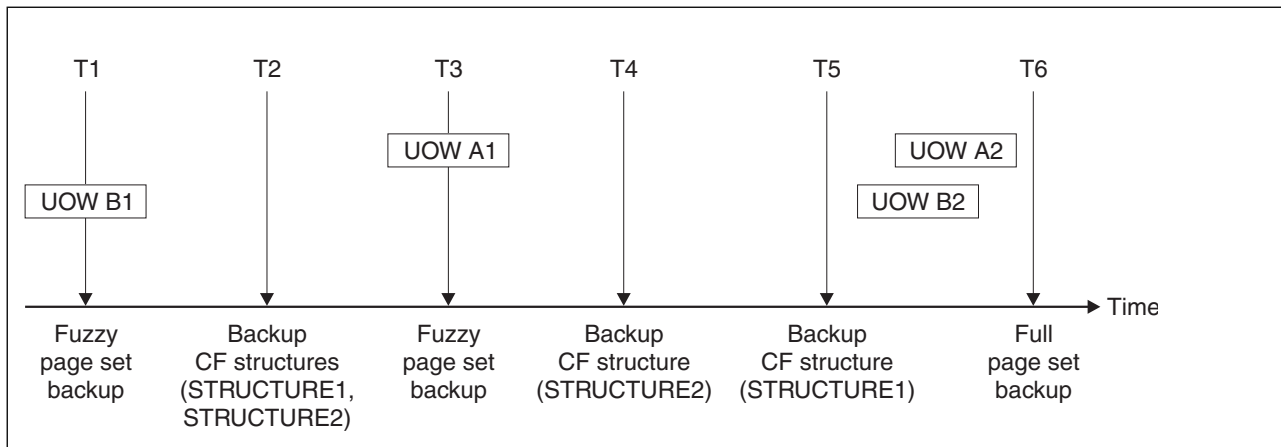 T1 T2 T3 T4 T5 T6
UOW A1 UOW A2
UOW B1 UOW B2
Time
Fuzzy
page set
backup
Backup
CF structures
(STRUCTURE1,
STRUCTURE2)
Fuzzy
page set
backup
Backup
CF structure
(STRUCTURE2)
Backup
CF structure
(STRUCTURE1)
Full
page set
backup